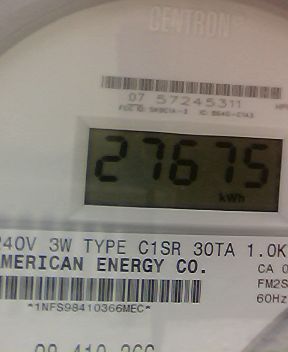 CENTRON
07 57245311
27675
kWh
240V 3W TYPE C1SR 30TA 1.0K
AMERICAN ENERGY CO.
CA 0
FM2S
60Hz
*1NFS98410366MEC*